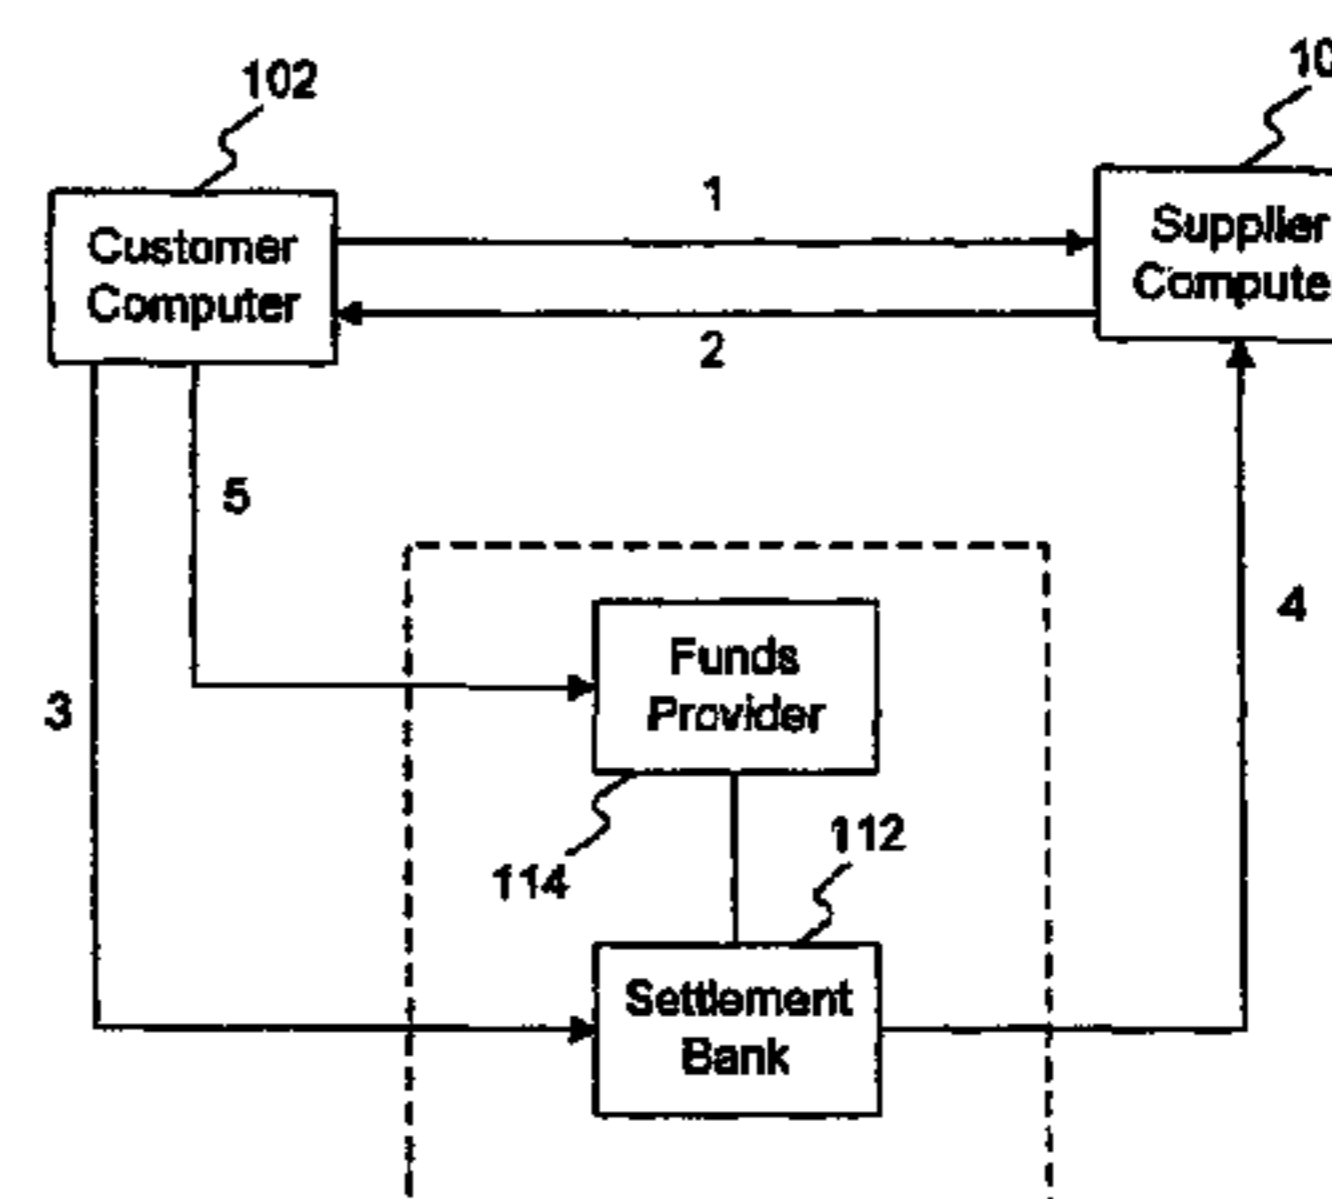 102
10
1
Customer
Computer
Supplier
Compute
2
5
4
Funds
Provider
3
112
114
Settlement
Bank